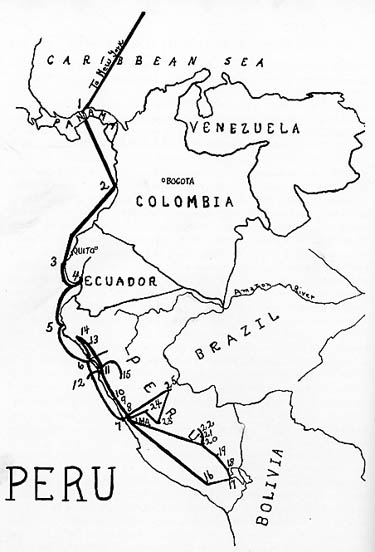 CARIBBEAN SEA
To New York
1
PANAMA
VENEZUELA
2
oBOGOTA
COLOMBIA
QUITOo
3
4
ECUADOR
Amazon River
5
BRAZIL
14
13
6
PERU
11
15
12
25
10
9
24
8
7
LIMA
23
22
21
20
19
18
16
17
PERU
BOLIVIA